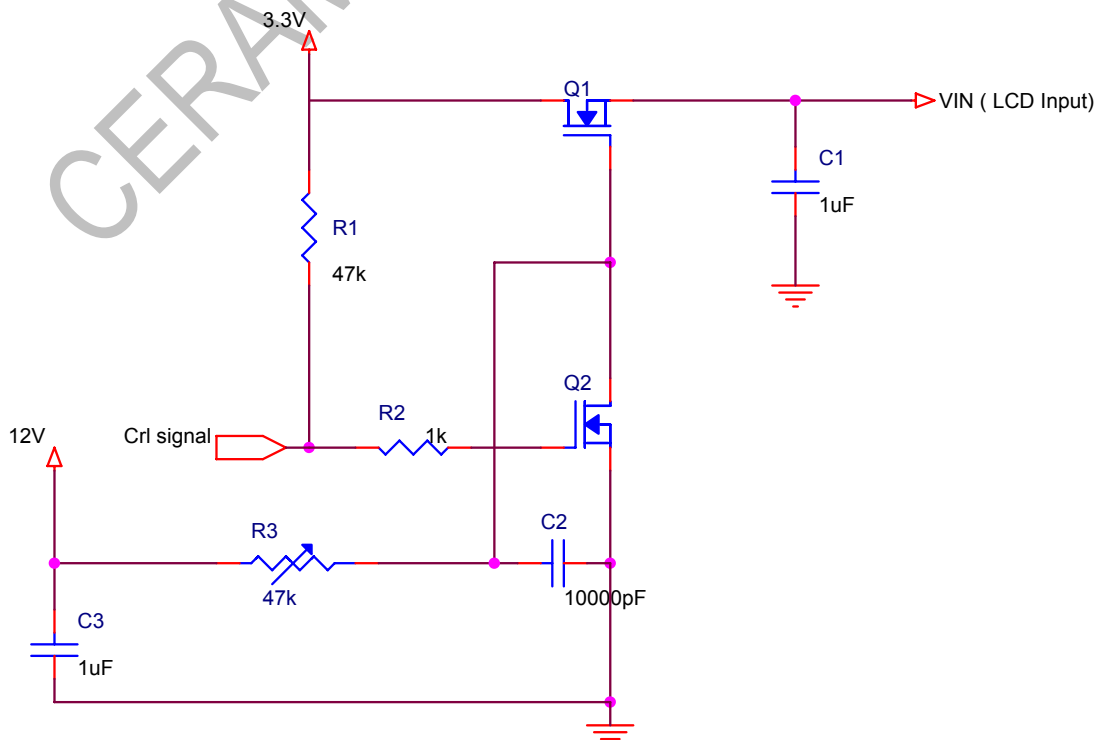 CERAM
3.3V
Q1
VIN ( LCD Input)
C1
1uF
R1
47k
Q2
R2
1k
12V
Crl signal
R3
47k
C2
10000pF
C3
1uF